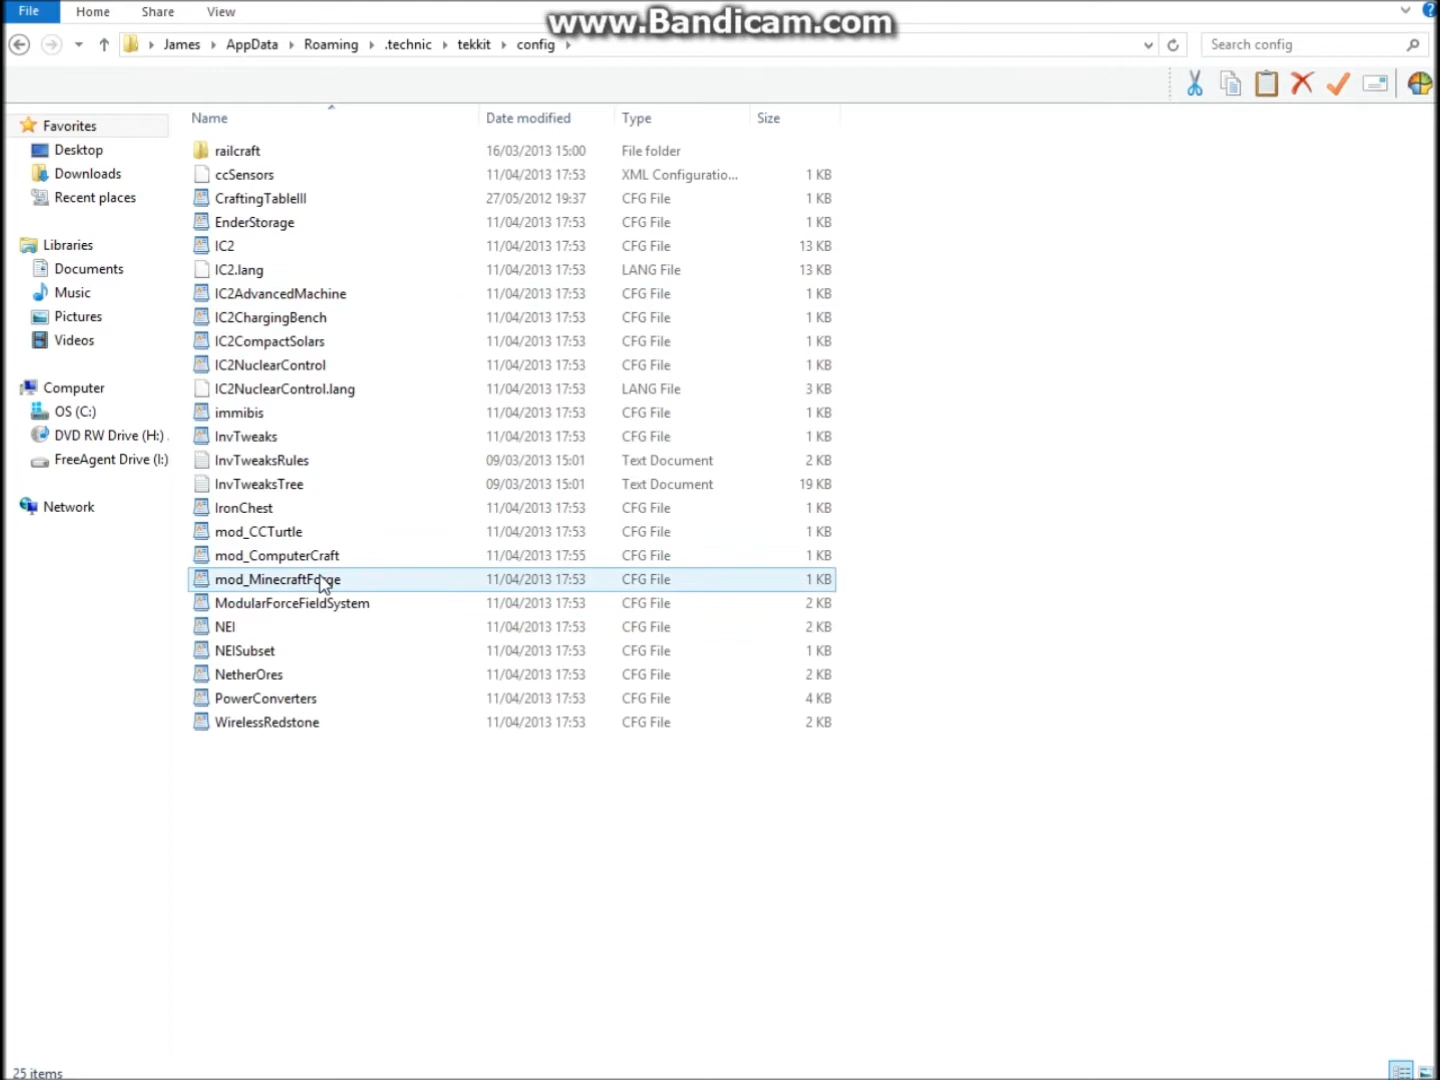 www.Bandicam.com
File Home Share View
James AppData Roaming .technic tekkit config Search config
Name Date modified Type Size
Favorites
Desktop
Downloads
Recent places
Libraries
Documents
Music
Pictures
Videos
Computer
OS (C:)
DVD RW Drive (H:) .
FreeAgent Drive (I:)
Network
railcraft 16/03/2013 15:00 File folder
ccSensors 11/04/2013 17:53 XML Configuratio... 1 KB
CraftingTableIII 27/05/2012 19:37 CFG File 1 KB
EnderStorage 11/04/2013 17:53 CFG File 1 KB
IC2 11/04/2013 17:53 CFG File 13 KB
IC2.lang 11/04/2013 17:53 LANG File 13 KB
IC2AdvancedMachine 11/04/2013 17:53 CFG File 1 KB
IC2ChargingBench 11/04/2013 17:53 CFG File 1 KB
IC2CompactSolars 11/04/2013 17:53 CFG File 1 KB
IC2NuclearControl 11/04/2013 17:53 CFG File 1 KB
IC2NuclearControl.lang 11/04/2013 17:53 LANG File 3 KB
immibis 11/04/2013 17:53 CFG File 1 KB
InvTweaks 11/04/2013 17:53 CFG File 1 KB
InvTweaksRules 09/03/2013 15:01 Text Document 2 KB
InvTweaksTree 09/03/2013 15:01 Text Document 19 KB
IronChest 11/04/2013 17:53 CFG File 1 KB
mod_CCTurtle 11/04/2013 17:53 CFG File 1 KB
mod_ComputerCraft 11/04/2013 17:55 CFG File 1 KB
mod_MinecraftForge 11/04/2013 17:53 CFG File 1 KB
ModularForceFieldSystem 11/04/2013 17:53 CFG File 2 KB
NEI 11/04/2013 17:53 CFG File 2 KB
NEISubset 11/04/2013 17:53 CFG File 1 KB
NetherOres 11/04/2013 17:53 CFG File 2 KB
PowerConverters 11/04/2013 17:53 CFG File 4 KB
WirelessRedstone 11/04/2013 17:53 CFG File 2 KB
25 items